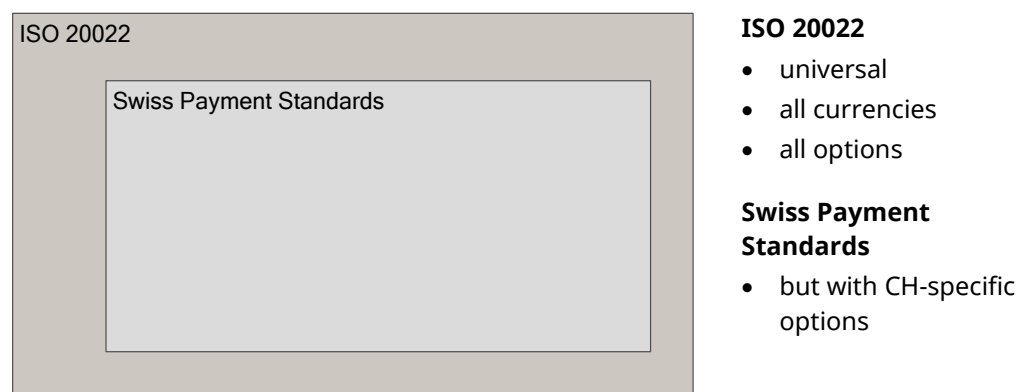 ISO 20022
Swiss Payment Standards
ISO 20022
• universal
• all currencies
• all options
Swiss Payment
Standards
• but with CH-specific
options